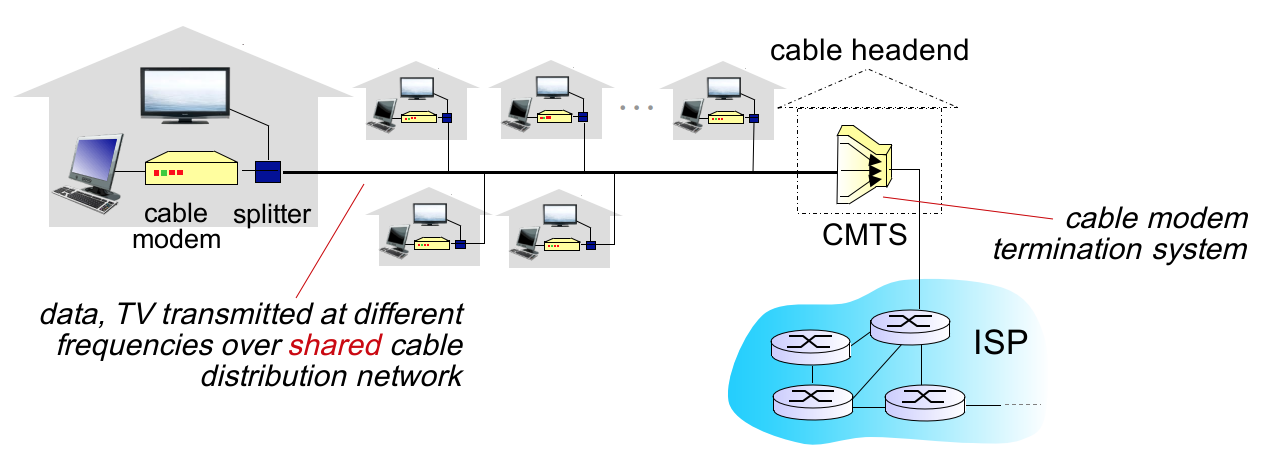 cable headend
cable
modem
splitter
CMTS
cable modem
termination system
data, TV transmitted at different
frequencies over shared cable
distribution network
ISP